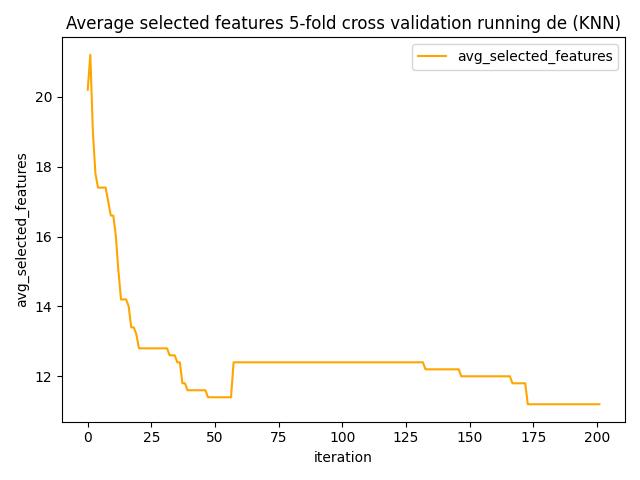 Average selected features 5-fold cross validation running de (KNN)
avg_selected_features
avg_selected_features
20
18
16
14
12
0 25 50 75 100 125 150 175 200
iteration